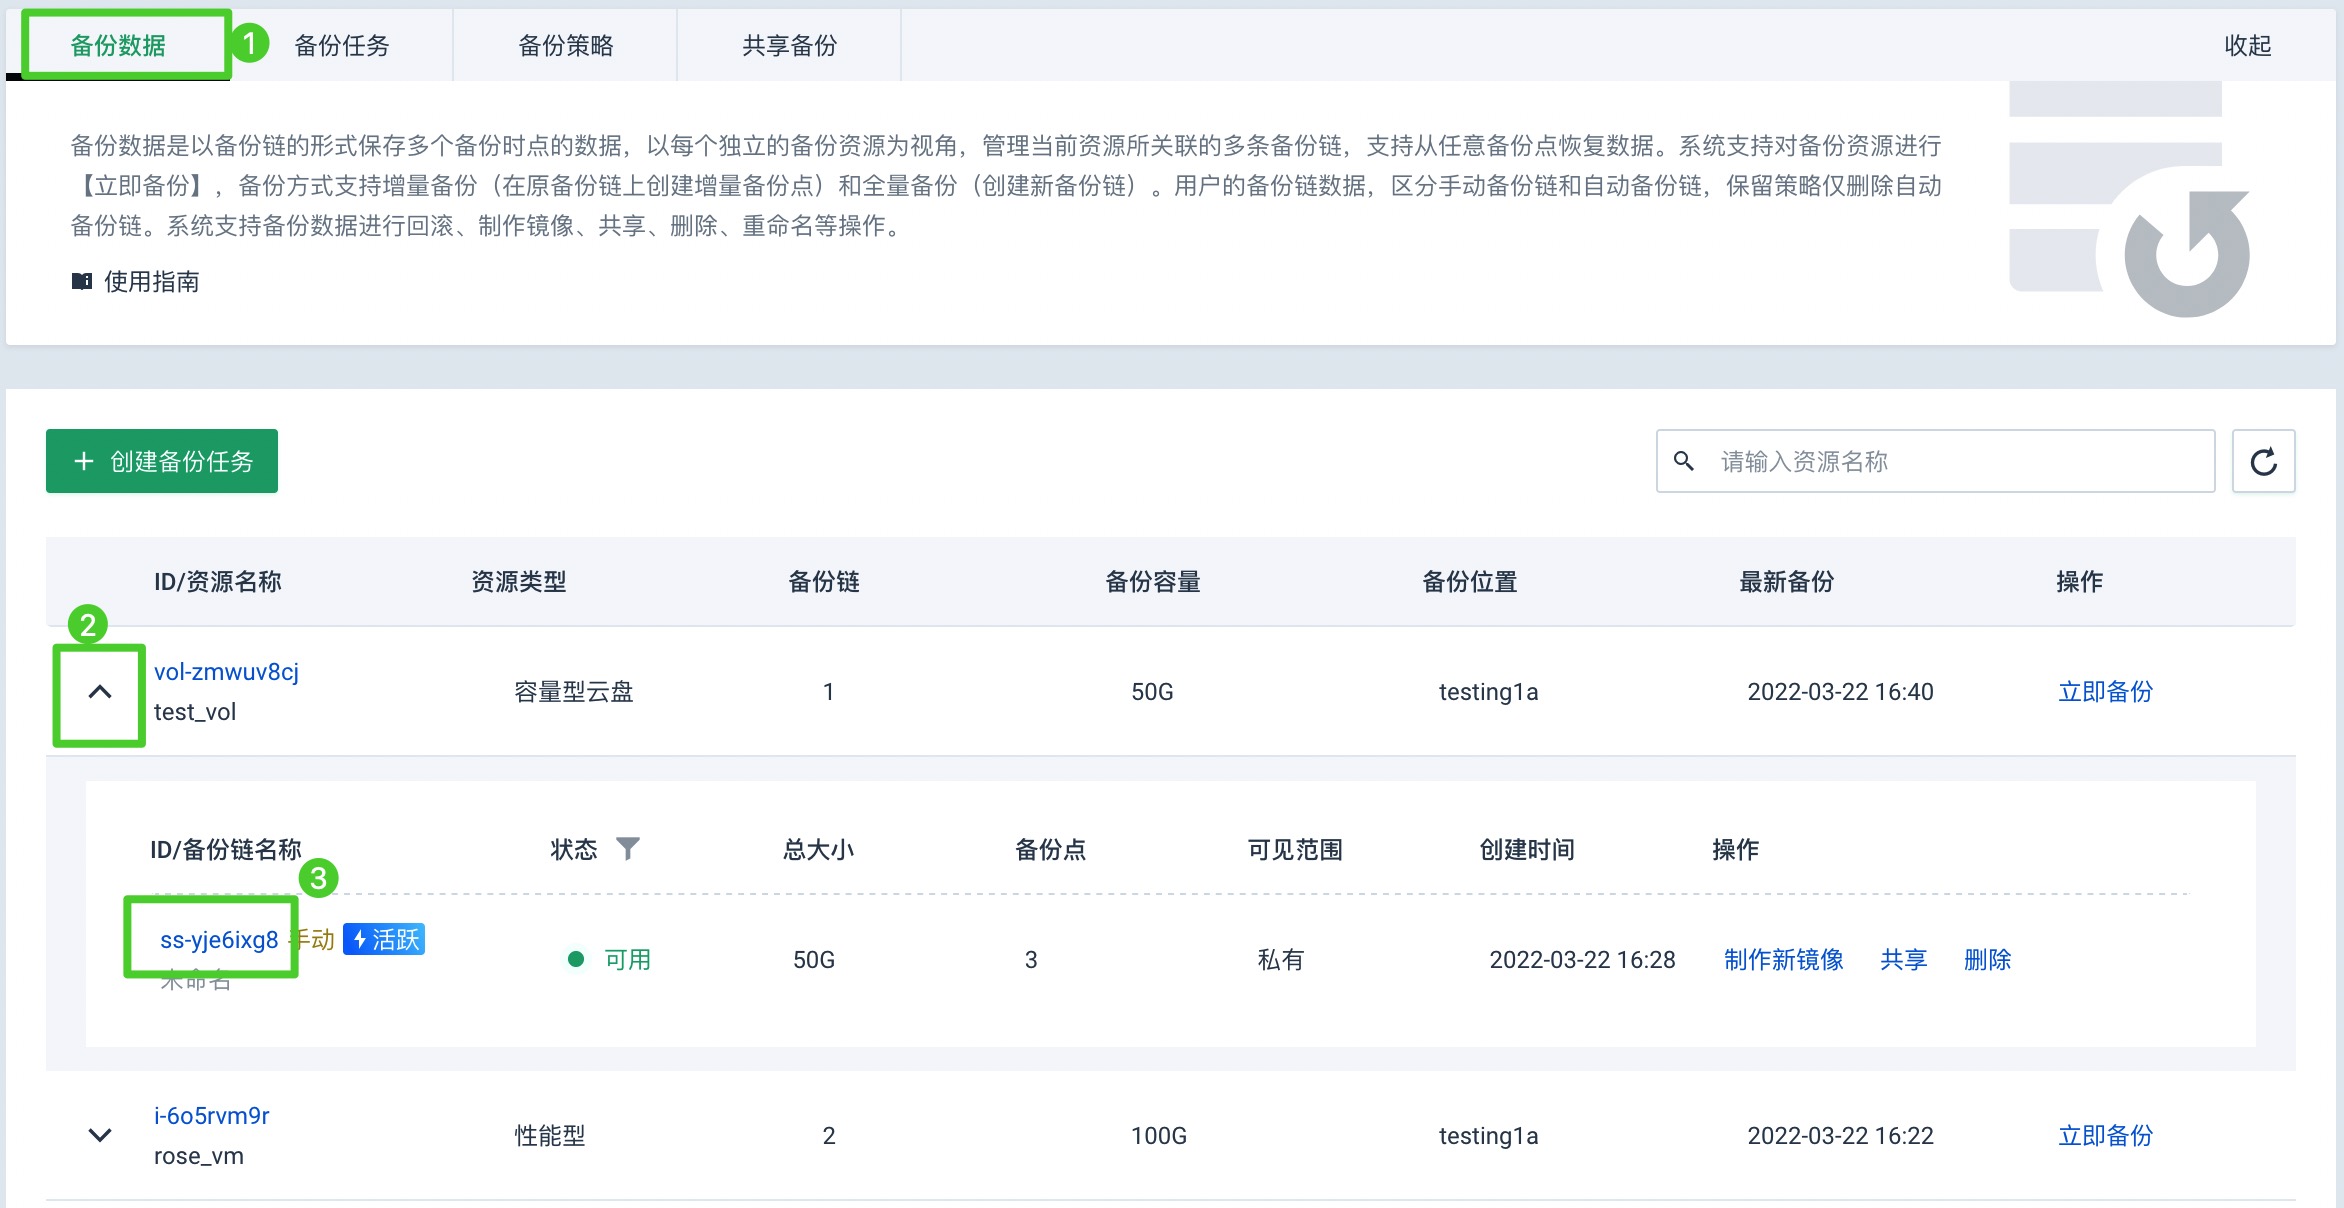 备份数据
1
备份任务
备份策略
共享备份
收起
备份数据是以备份链的形式保存多个备份时点的数据，以每个独立的备份资源为视角，管理当前资源所关联的多条备份链，支持从任意备份点恢复数据。系统支持对备份资源进行
【立即备份】，备份方式支持增量备份（在原备份链上创建增量备份点）和全量备份（创建新备份链）。用户的备份链数据，区分手动备份链和自动备份链，保留策略仅删除自动
备份链。系统支持备份数据进行回滚、制作镜像、共享、删除、重命名等操作。
使用指南
创建备份任务
请输入资源名称
ID/资源名称 资源类型 备份链 备份容量 备份位置 最新备份 操作
2
vol-zmwuv8cj
test_vol
容量型云盘 1 50G testing1a 2022-03-22 16:40 立即备份
ID/备份链名称 状态 总大小 备份点 可见范围 创建时间 操作
3
ss-yje6ixg8 手动 活跃
未命名
可用 50G 3 私有 2022-03-22 16:28 制作新镜像 共享 删除
i-6o5rvm9r
rose_vm
性能型 2 100G testing1a 2022-03-22 16:22 立即备份